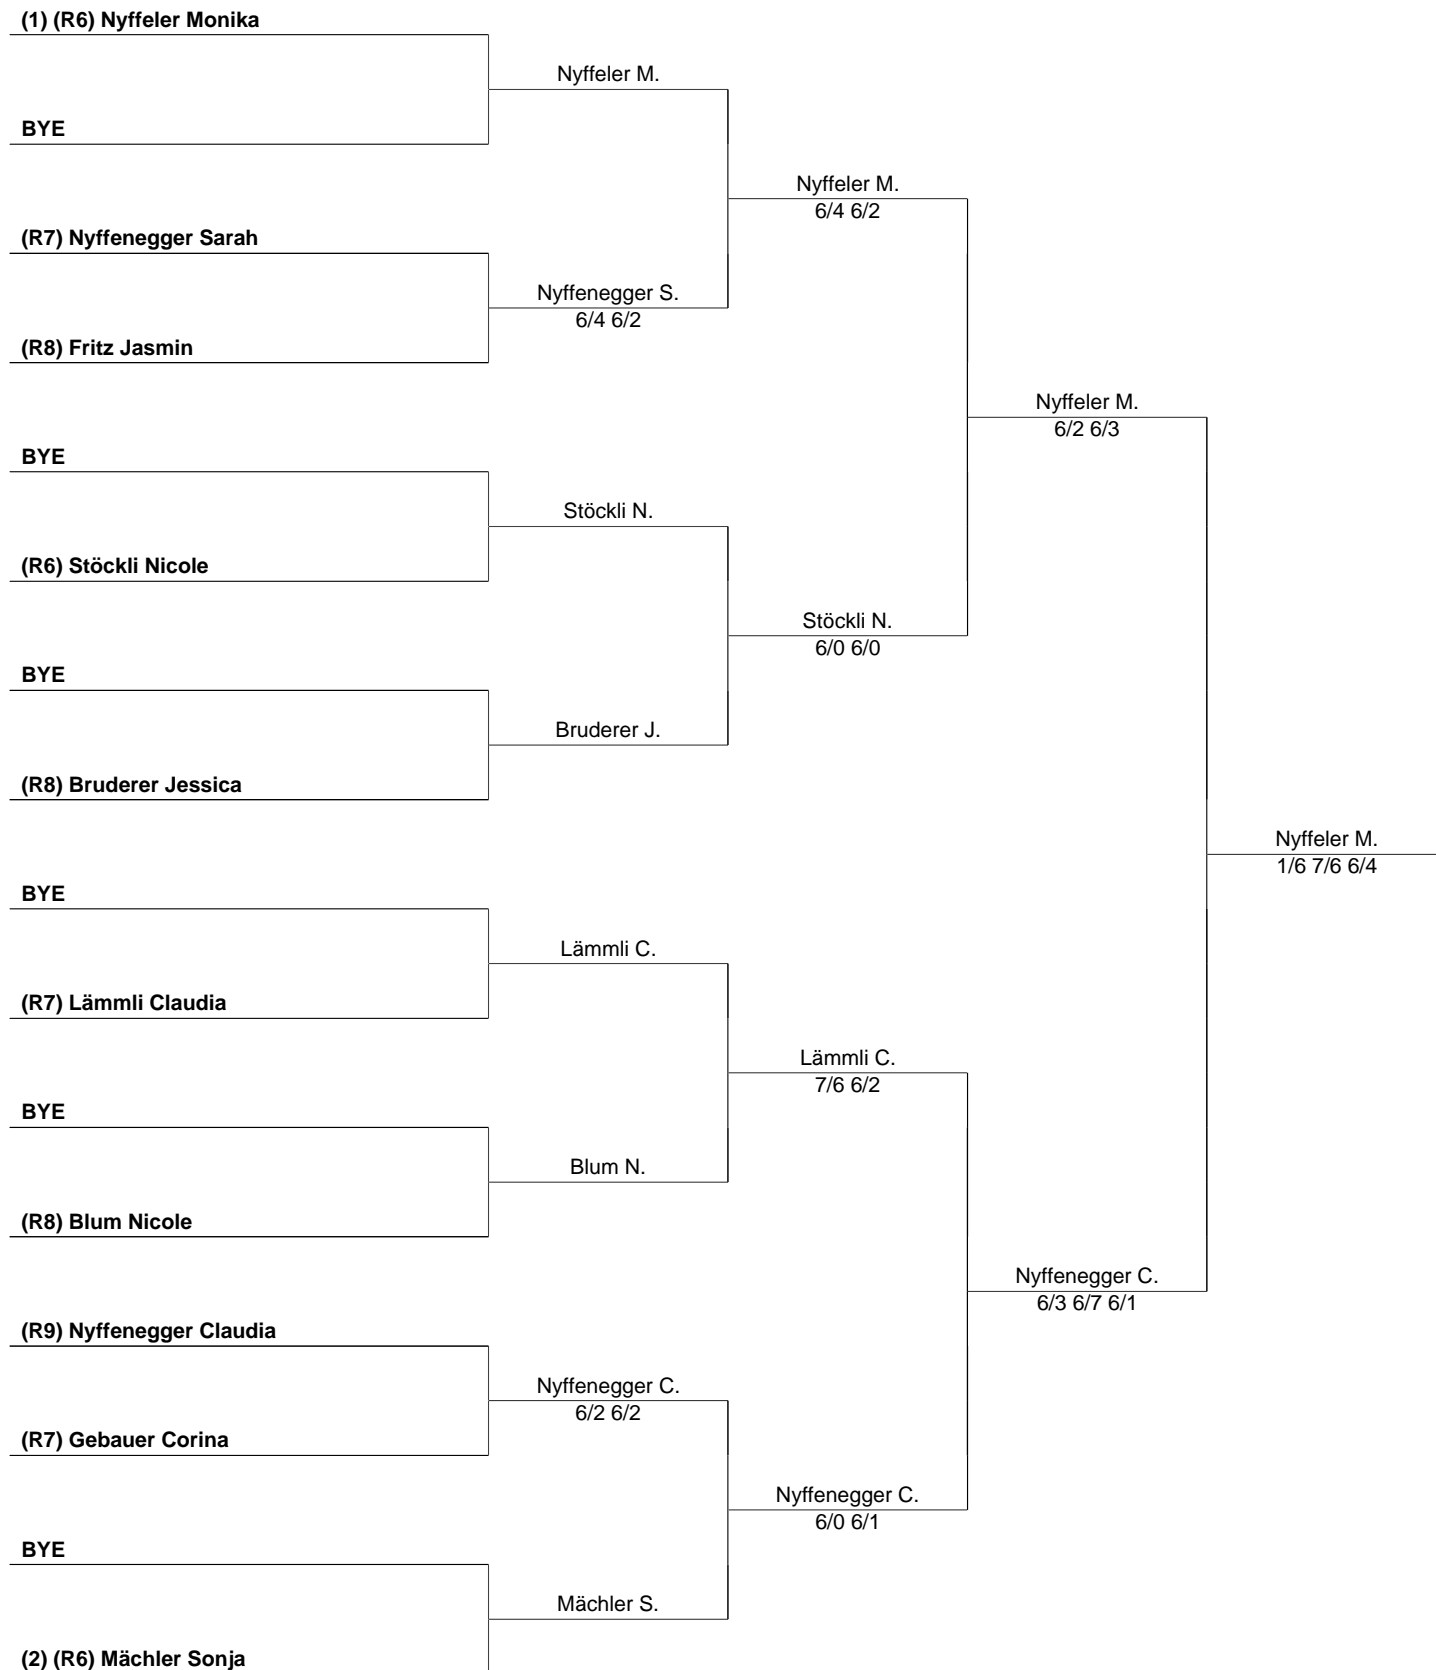 (1) (R6) Nyffeler Monika
Nyffeler M.
BYE
Nyffeler M.
6/4 6/2
(R7) Nyffenegger Sarah
Nyffenegger S.
6/4 6/2
(R8) Fritz Jasmin
Nyffeler M.
6/2 6/3
BYE
Stöckli N.
(R6) Stöckli Nicole
Stöckli N.
6/0 6/0
BYE
Bruderer J.
(R8) Bruderer Jessica
Nyffeler M.
1/6 7/6 6/4
BYE
Lämmli C.
(R7) Lämmli Claudia
Lämmli C.
7/6 6/2
BYE
Blum N.
(R8) Blum Nicole
Nyffenegger C.
6/3 6/7 6/1
(R9) Nyffenegger Claudia
Nyffenegger C.
6/2 6/2
(R7) Gebauer Corina
Nyffenegger C.
6/0 6/1
BYE
Mächler S.
(2) (R6) Mächler Sonja